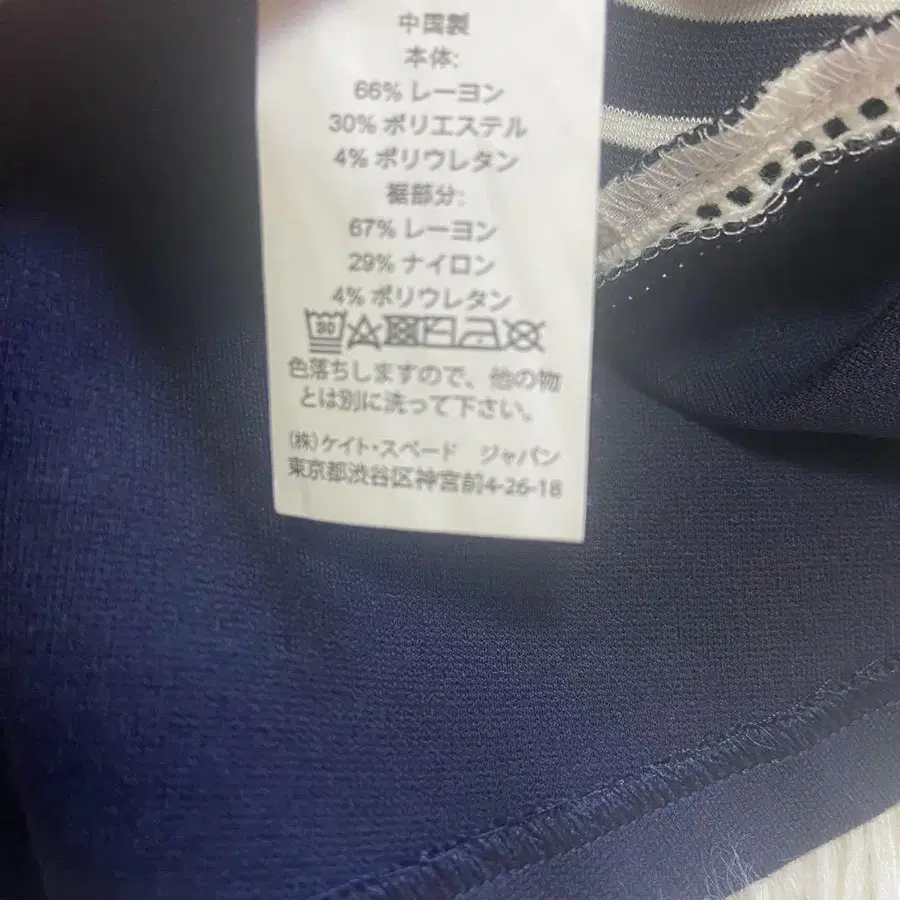 中国製
本体:
66% レーヨン
30% ポリエステル
4% ポリウレタン
裾部分:
67% レーヨン
29% ナイロン
4% ポリウレタン
30
色落ちしますので、他の物
とは別に洗って下さい。
(株)ケイト・スペード ジャパン
東京都渋谷区神宮前4-26-18